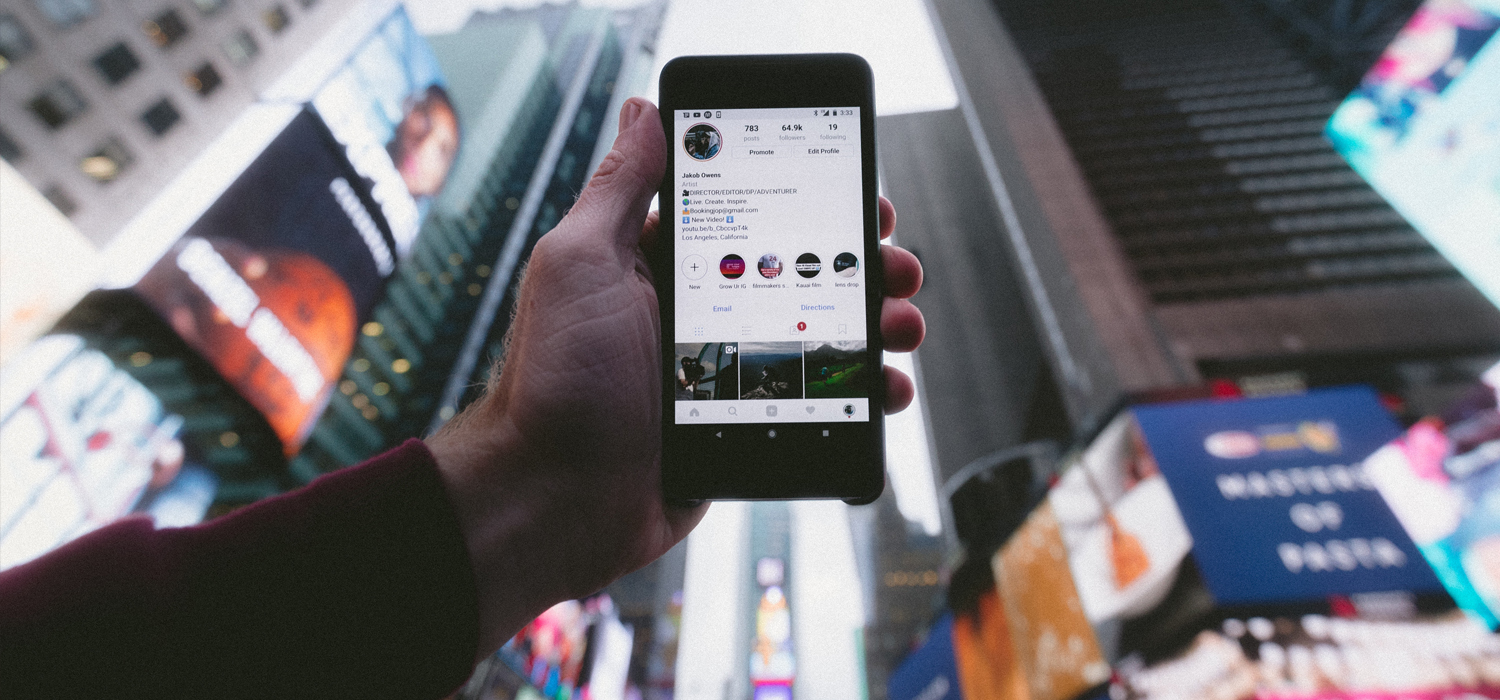 3:33
783 64.9k 19
posts followers following
Promote Edit Profile
Jakob Owens
Artist
🎥DIRECTOR/EDITOR/DP/ADVENTURER
🌍Live. Create. Inspire.
📩Bookingjop@gmail.com
⬇️ New Video! ⬇️
youtu.be/b_CbccvpT4k
Los Angeles, California
24
New Grow Ur IG filmmakers s... Kauai film lens drop
Email Directions
1
MASTERS
OF
PASTA